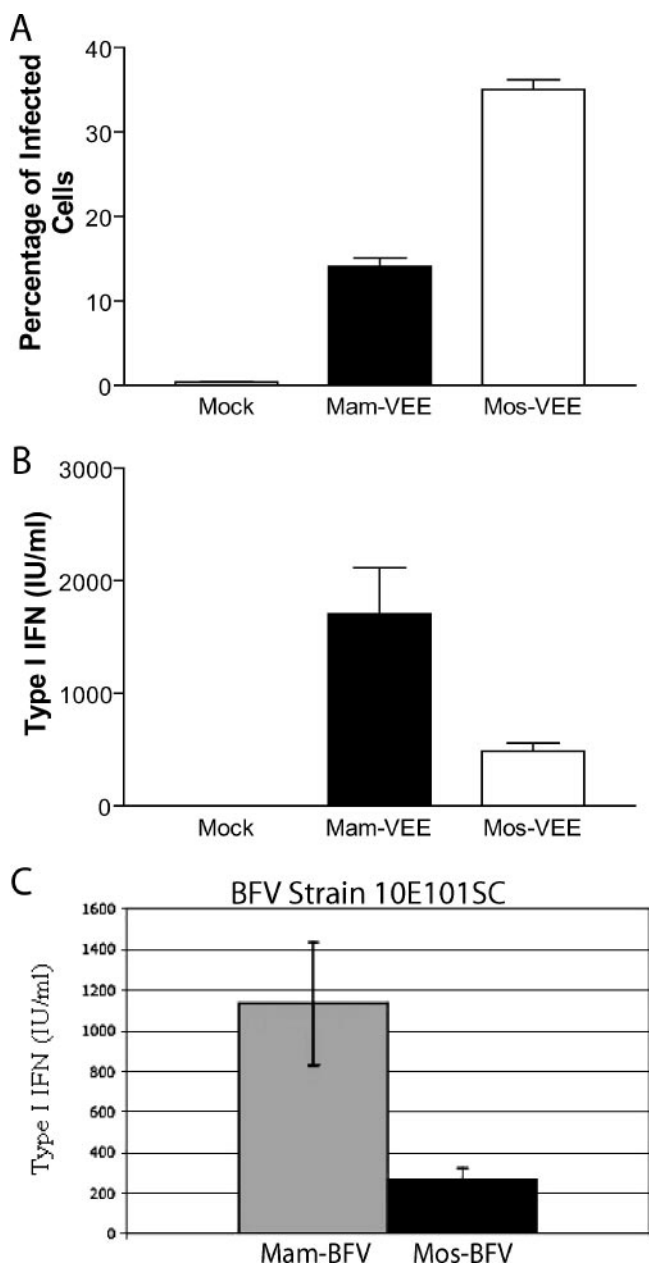 A
Percentage of Infected
Cells
40
30
20
10
0
Mock Mam-VEE Mos-VEE
B
Type I IFN (IU/ml)
3000
2000
1000
0
Mock Mam-VEE Mos-VEE
C
BFV Strain 10E101SC
Type I IFN (IU/ml)
1600
1400
1200
1000
800
600
400
200
0
Mam-BFV Mos-BFV